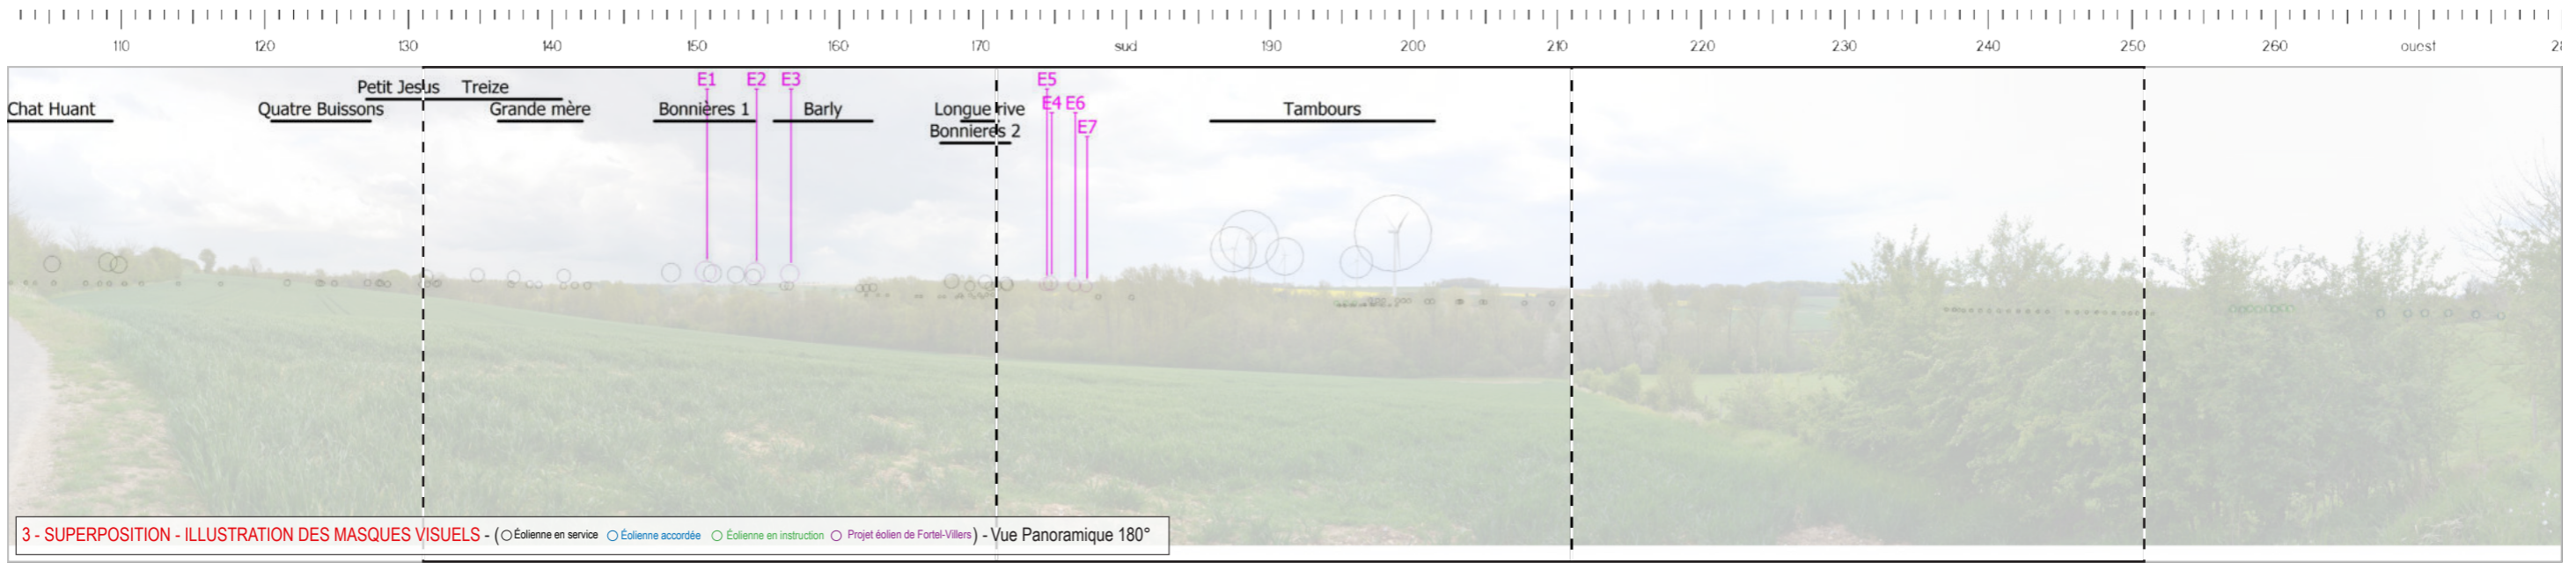 110 120 130 140 150 160 170 sud 190 200 210 220 230 240 250 260 ouest
Petit Jesus Treize E1 E2 E3 E5
Chat Huant Quatre Buissons Grande mère Bonnières 1 Barly Longue rive E4 E6 Tambours
Bonnieres 2 E7
3 - SUPERPOSITION - ILLUSTRATION DES MASQUES VISUELS - (Éolienne en service Éolienne accordée Éolienne en instruction Projet éolien de Fortel-Villers) - Vue Panoramique 180°